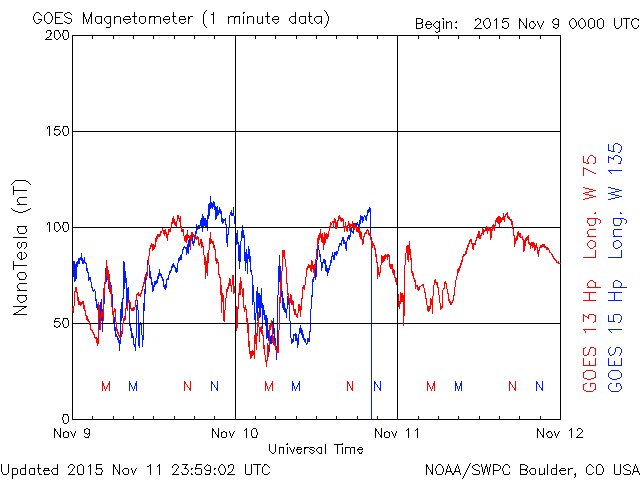 GOES Magnetometer (1 minute data)
Begin: 2015 Nov 9 0000 UTC
200
150
100
50
0
NanoTesla (nT)
M M N N M M N N M M N N
Nov 9 Nov 10 Nov 11 Nov 12
Universal Time
GOES 13 Hp Long. W 75
GOES 15 Hp Long. W 135
Updated 2015 Nov 11 23:59:02 UTC
NOAA/SWPC Boulder, CO USA